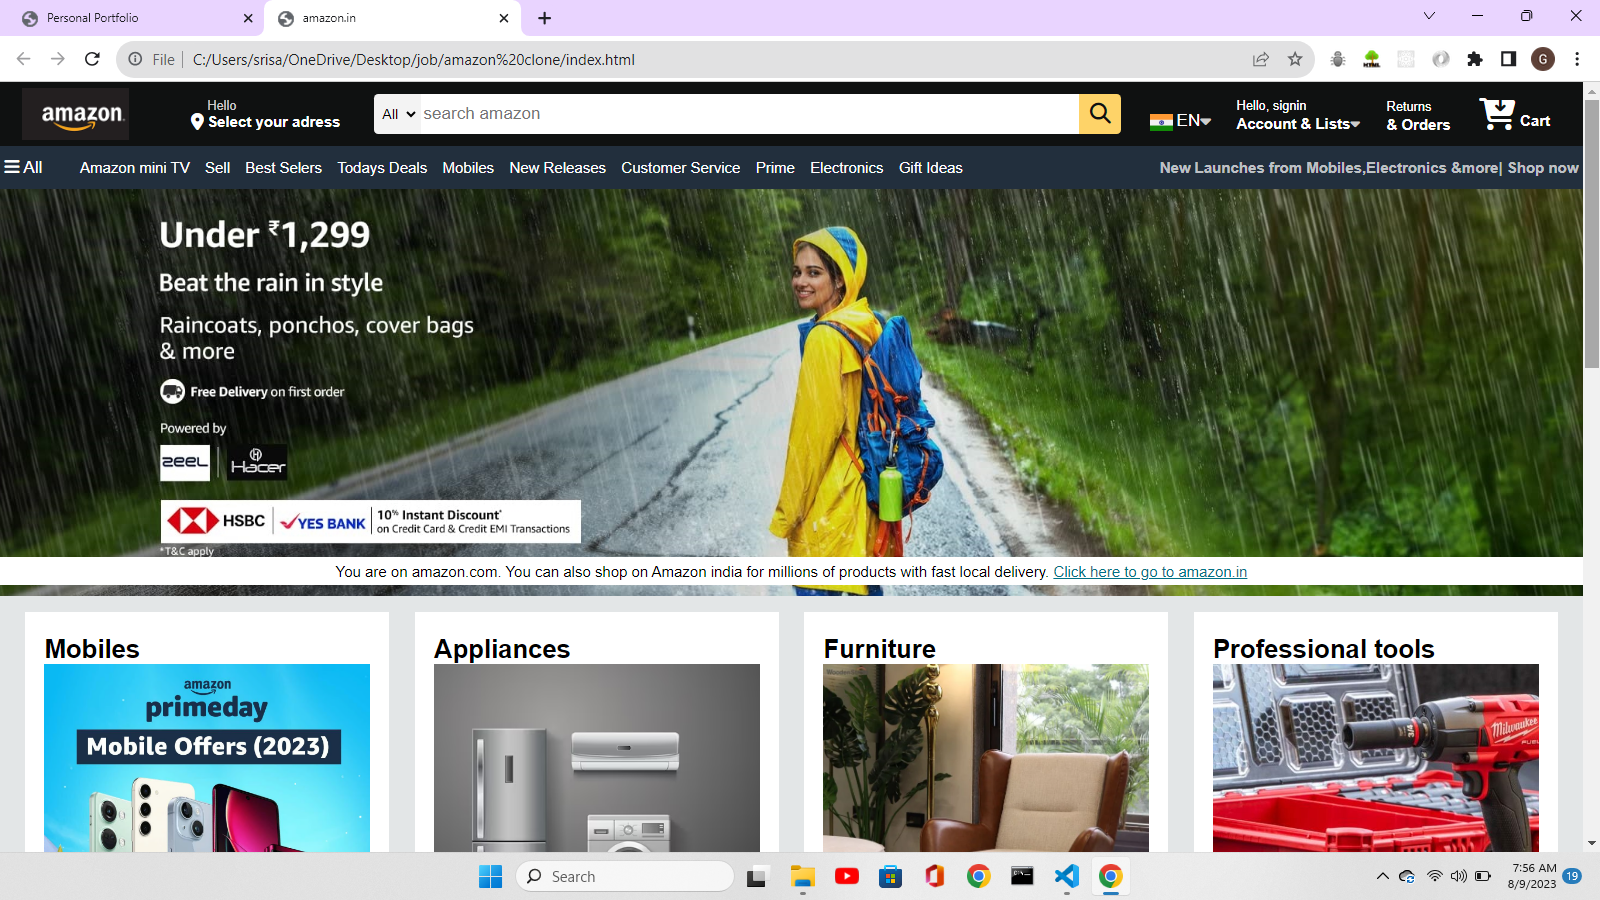 Personal Portfolio
amazon.in
File | C:/Users/srisa/OneDrive/Desktop/job/amazon%20clone/index.html
G
amazon.
Hello
Select your adress
All search amazon
EN
Hello, signin
Account & Lists
Returns
& Orders
Cart
All Amazon mini TV Sell Best Selers Todays Deals Mobiles New Releases Customer Service Prime Electronics Gift Ideas New Launches from Mobiles,Electronics &more| Shop now
Under ₹1,299
Beat the rain in style
Raincoats, ponchos, cover bags
& more
Free Delivery on first order
Powered by
ZEEL | Hacer
HSBC | YES BANK | 10% Instant Discount*
on Credit Card & Credit EMI Transactions
*T&C apply
You are on amazon.com. You can also shop on Amazon india for millions of products with fast local delivery. Click here to go to amazon.in
Mobiles
Appliances
Furniture
Professional tools
amazon
primeday
Mobile Offers (2023)
Milwaukee
FUEL
3/4
Search
7:56 AM
8/9/2023
19